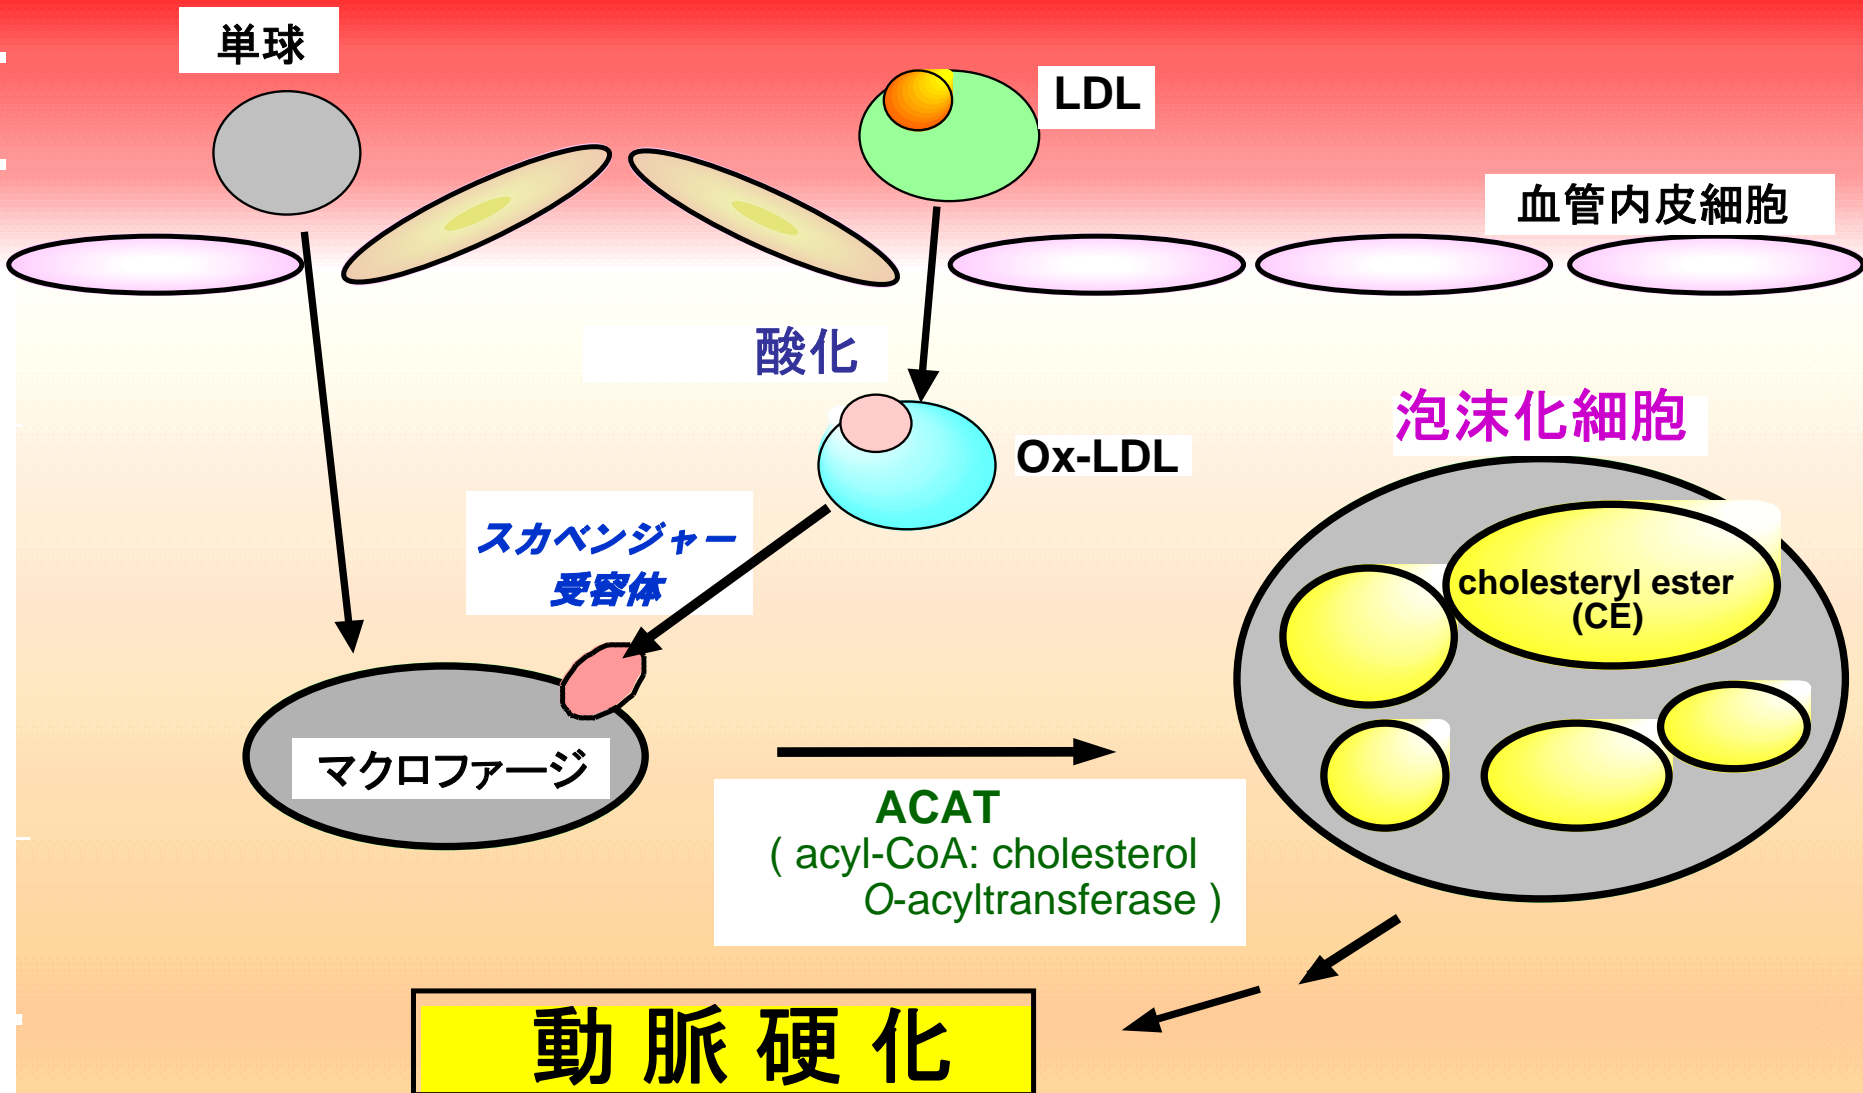 単球
LDL
血管内皮細胞
酸化
泡沫化細胞
Ox-LDL
スカベンジャー
受容体
cholesteryl ester
(CE)
マクロファージ
ACAT
( acyl-CoA: cholesterol
O-acyltransferase )
動脈硬化